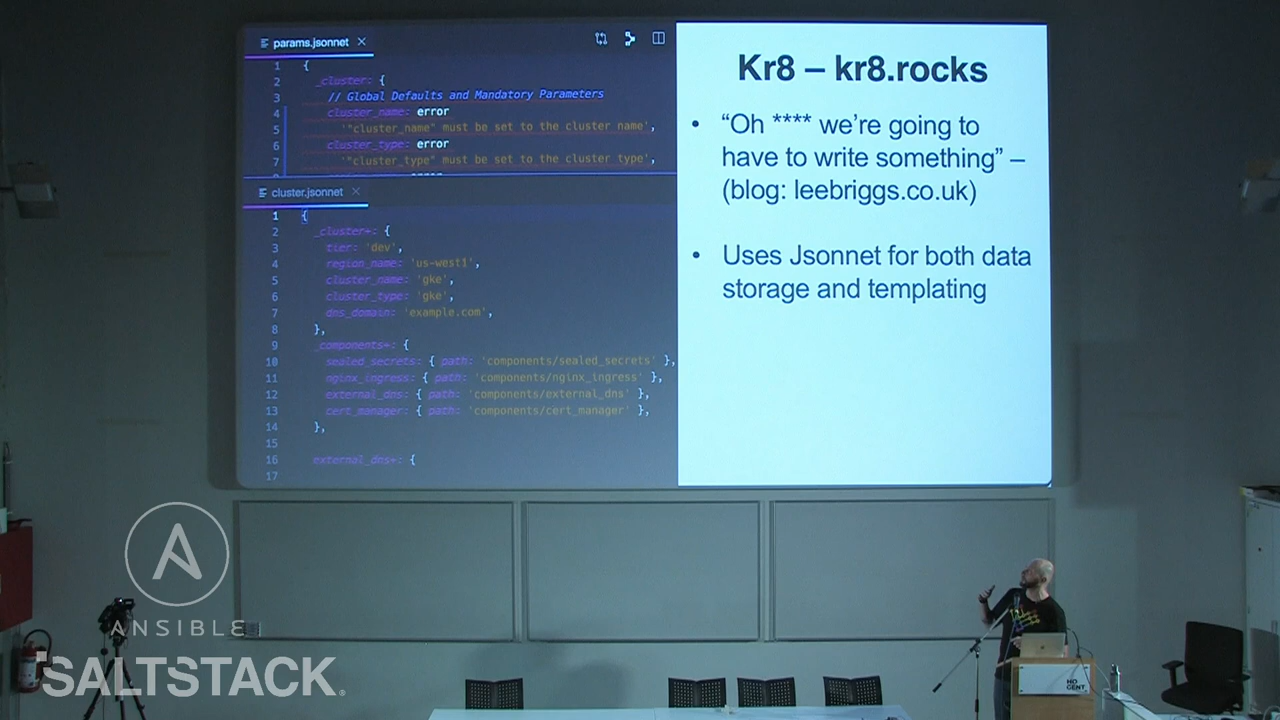 params.jsonnet
1 {
2 _cluster: {
3 // Global Defaults and Mandatory Parameters
4 cluster_name: error
5 '"cluster_name" must be set to the cluster name',
6 cluster_type: error
7 '"cluster_type" must be set to the cluster type',
cluster.jsonnet
1 {
2 _cluster+: {
3 tier: 'dev',
4 region_name: 'us-west1',
5 cluster_name: 'gke',
6 cluster_type: 'gke',
7 dns_domain: 'example.com',
8 },
9 _components+: {
10 sealed_secrets: { path: 'components/sealed_secrets' },
11 nginx_ingress: { path: 'components/nginx_ingress' },
12 external_dns: { path: 'components/external_dns' },
13 cert_manager: { path: 'components/cert_manager' },
14 },
15
16 external_dns+: {
17
Kr8 – kr8.rocks
• “Oh **** we’re going to
have to write something” –
(blog: leebriggs.co.uk)
• Uses Jsonnet for both data
storage and templating
ANSIBLE
SALTSTACK
HO
GENT